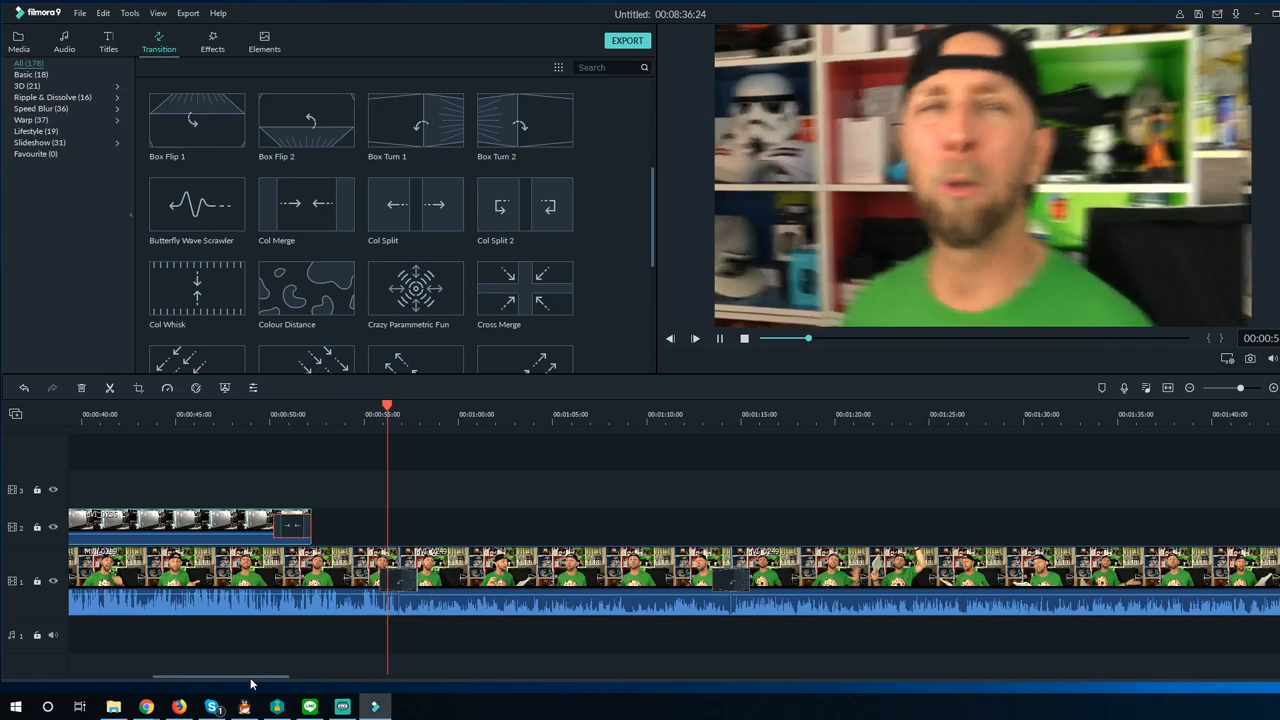 filmora9 File Edit Tools View Export Help Untitled: 00:08:36:24
Media Audio Titles Transition Effects Elements EXPORT
All (178)
Basic (18)
3D (21)
Ripple & Dissolve (16)
Speed Blur (36)
Warp (37)
Lifestyle (19)
Slideshow (31)
Favourite (0)
Search
Box Flip 1 Box Flip 2 Box Turn 1 Box Turn 2
Butterfly Wave Scrawler Col Merge Col Split Col Split 2
Col Whisk Colour Distance Crazy Parammetric Fun Cross Merge
00:00:5
00:00:40:00 00:00:45:00 00:00:50:00 00:00:55:00 00:01:00:00 00:01:05:00 00:01:10:00 00:01:15:00 00:01:20:00 00:01:25:00 00:01:30:00 00:01:35:00 00:01:40:00
3
2
1
1